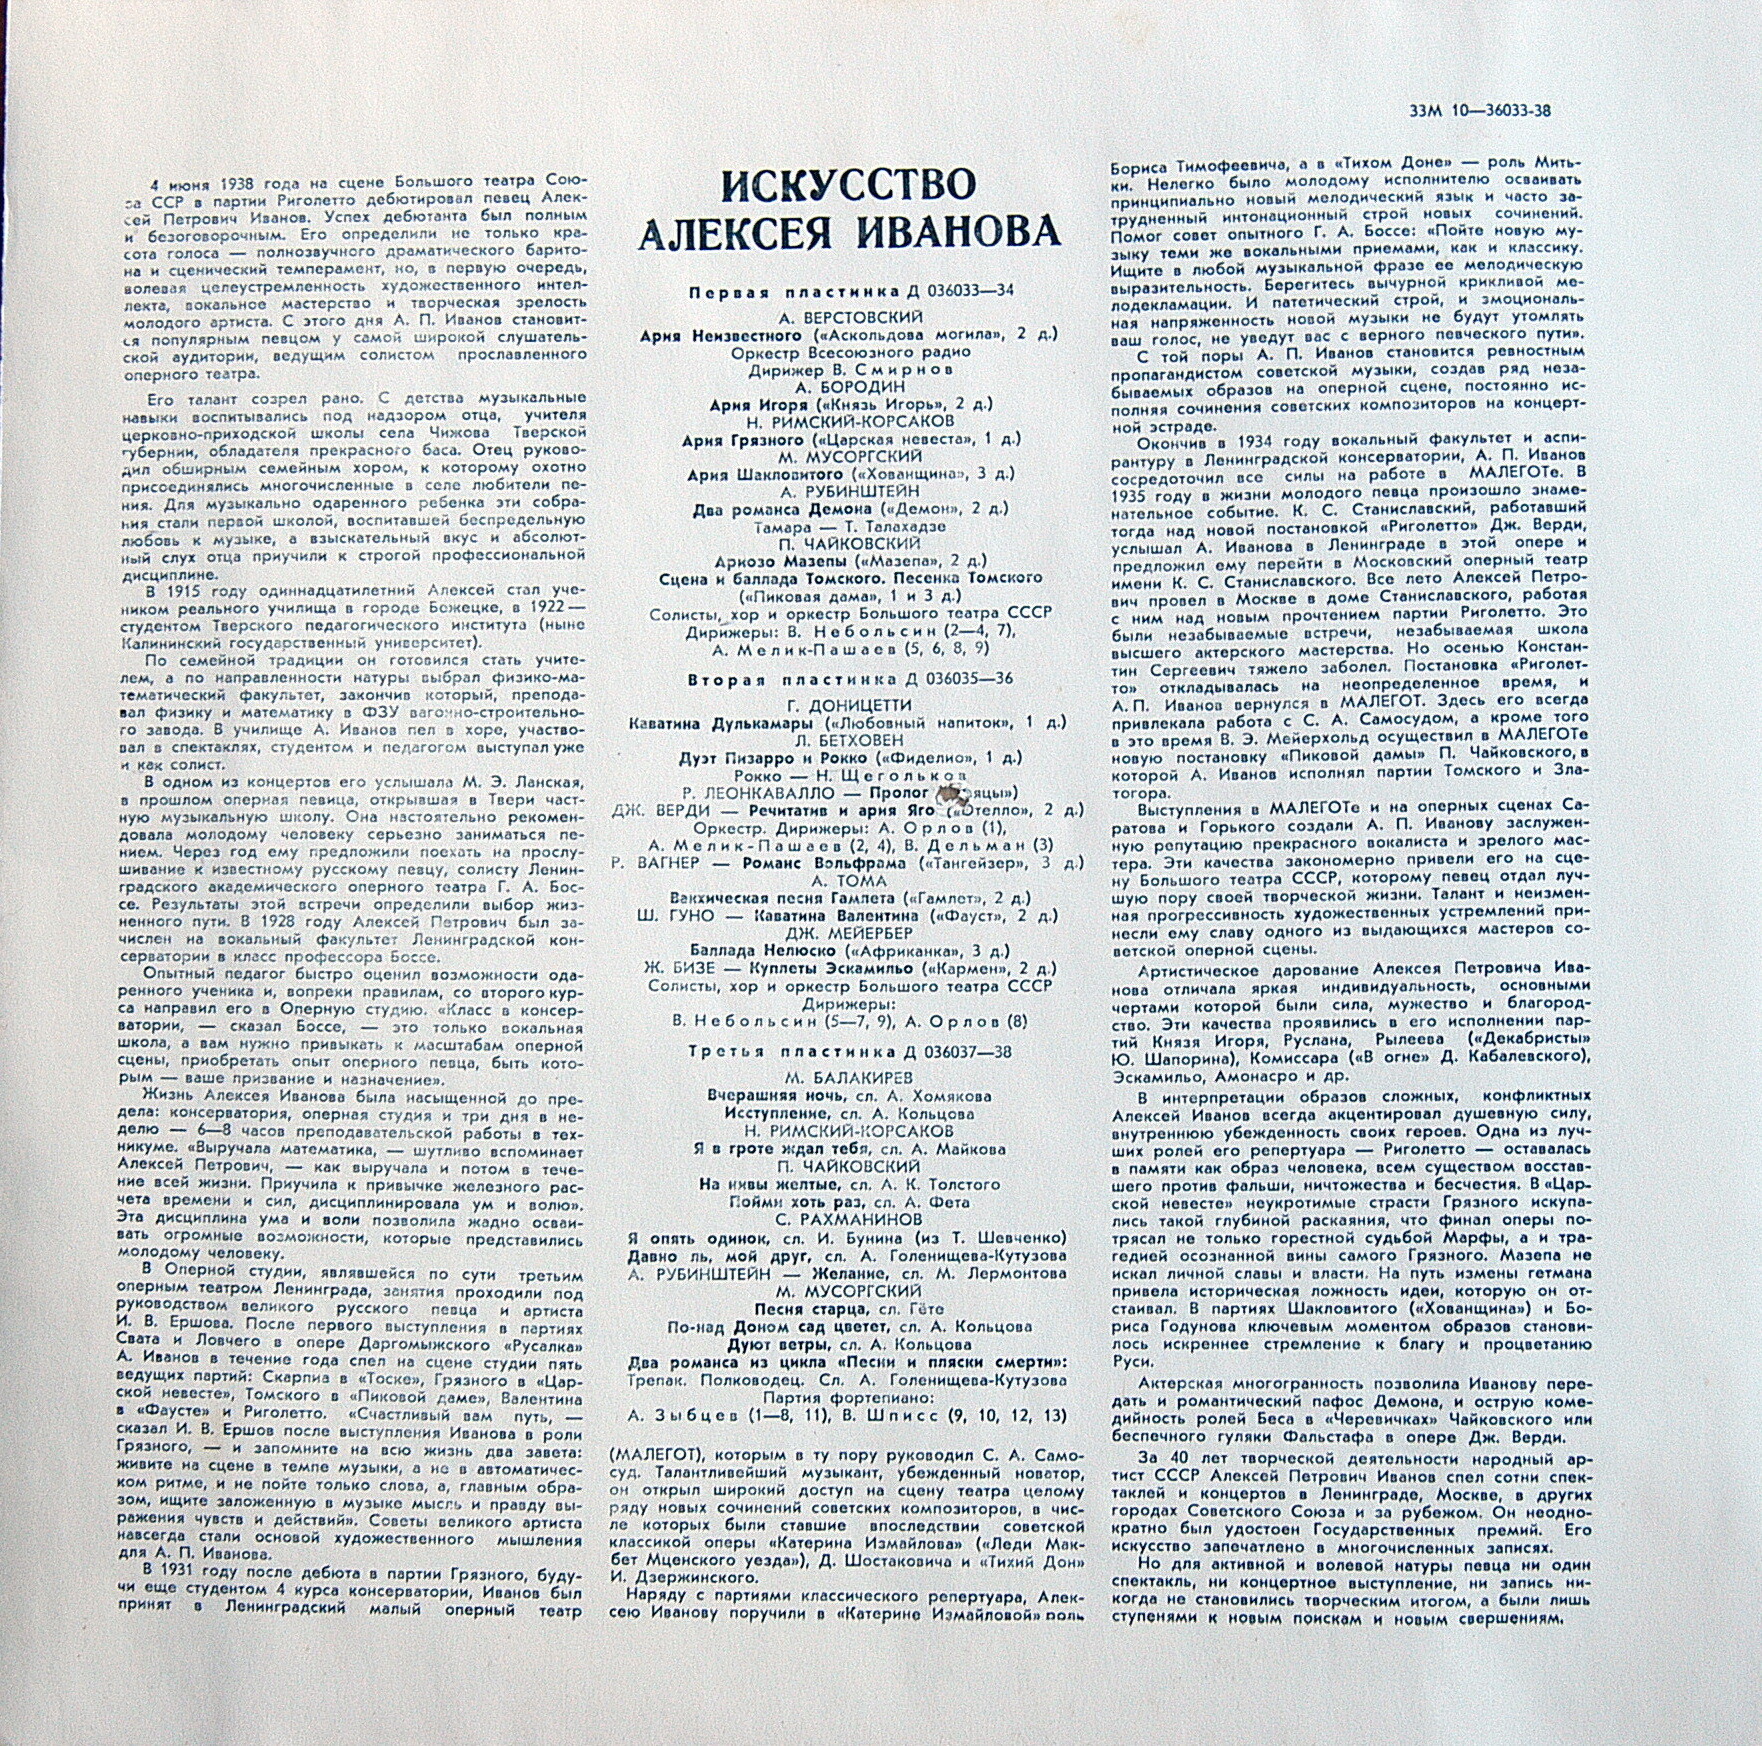 33М 10—36033-38
4 июня 1938 года на сцене Большого театра Сою-
за ССР в партии Риголетто дебютировал певец Алек-
сей Петрович Иванов. Успех дебютанта был полным
и безоговорочным. Его определили не только кра-
сота голоса — полнозвучного драматического барито-
на и сценический темперамент, но, в первую очередь,
волевая целеустремленность художественного интел-
лекта, вокальное мастерство и творческая зрелость
молодого артиста. С этого дня А. П. Иванов становит-
ся популярным певцом у самой широкой слушатель-
ской аудитории, ведущим солистом прославленного
оперного театра.
Его талант созрел рано. С детства музыкальные
навыки воспитывались под надзором отца, учителя
церковно-приходской школы села Чижова Тверской
губернии, обладателя прекрасного баса. Отец руково-
дил обширным семейным хором, к которому охотно
присоединялись многочисленные в селе любители пе-
ния. Для музыкально одаренного ребенка эти собра-
ния стали первой школой, воспитавшей беспредельную
любовь к музыке, а взыскательный вкус и абсолют-
ный слух отца приучили к строгой профессиональной
дисциплине.
В 1915 году одиннадцатилетний Алексей стал уче-
ником реального училища в городе Бежецке, в 1922 —
студентом Тверского педагогического института (ныне
Калининский государственный университет).
По семейной традиции он готовился стать учите-
лем, а по направленности натуры выбрал физико-ма-
тематический факультет, закончив который, препода-
вал физику и математику в ФЗУ вагонно-строительно-
го завода. В училище А. Иванов пел в хоре, участво-
вал в спектаклях, студентом и педагогом выступал уже
и как солист.
В одном из концертов его услышала М. Э. Ланская,
в прошлом оперная певица, открывшая в Твери част-
ную музыкальную школу. Она настоятельно рекомен-
довала молодому человеку серьезно заниматься пе-
нием. Через год ему предложили поехать на прослу-
шивание к известному русскому певцу, солисту Ленин-
градского академического оперного театра Г. А. Бос-
се. Результаты этой встречи определили выбор жиз-
ненного пути. В 1928 году Алексей Петрович был за-
числен на вокальный факультет Ленинградской кон-
серватории в класс профессора Боссе.
Опытный педагог быстро оценил возможности ода-
ренного ученика и, вопреки правилам, со второго кур-
са направил его в Оперную студию. «Класс в консер-
ватории, — сказал Боссе, — это только вокальная
школа, а вам нужно привыкать к масштабам оперной
сцены, приобретать опыт оперного певца, быть кото-
рым — ваше призвание и назначение».
Жизнь Алексея Иванова была насыщенной до пре-
дела: консерватория, оперная студия и три дня в не-
делю — 6—8 часов преподавательской работы в тех-
никуме. «Выручала математика, — шутливо вспоминает
Алексей Петрович, — как выручала и потом в тече-
ние всей жизни. Приучила к привычке железного рас-
чета времени и сил, дисциплинировала ум и волю».
Эта дисциплина ума и воли позволила жадно осваи-
вать огромные возможности, которые представились
молодому человеку.
В Оперной студии, являвшейся по сути третьим
оперным театром Ленинграда, занятия проходили под
руководством великого русского певца и артиста
И. В. Ершова. После первого выступления в партиях
Свата и Ловчего в опере Даргомыжского «Русалка»
А. Иванов в течение года спел на сцене студии пять
ведущих партий: Скарпиа в «Тоске», Грязного в «Цар-
ской невесте», Томского в «Пиковой даме», Валентина
в «Фаусте» и Риголетто. «Счастливый вам путь, —
сказал И. В. Ершов после выступления Иванова в роли
Грязного, — и запомните на всю жизнь два завета:
живите на сцене в темпе музыки, а не в автоматичес-
ком ритме, и не пойте только слова, а, главным обра-
зом, ищите заложенную в музыке мысль и правду вы-
ражения чувств и действий». Советы великого артиста
навсегда стали основой художественного мышления
для А. П. Иванова.
В 1931 году после дебюта в партии Грязного, буду-
чи еще студентом 4 курса консерватории, Иванов был
принят в Ленинградский малый оперный театр
ИСКУССТВО
АЛЕКСЕЯ ИВАНОВА
Первая пластинка Д 036033—34
А. ВЕРСТОВСКИЙ
Ария Неизвестного («Аскольдова могила», 2 д.)
Оркестр Всесоюзного радио
Дирижер В. Смирнов
А. БОРОДИН
Ария Игоря («Князь Игорь», 2 д.)
Н. РИМСКИЙ-КОРСАКОВ
Ария Грязного («Царская невеста», 1 д.)
М. МУСОРГСКИЙ
Ария Шакловитого («Хованщина», 3 д.)
А. РУБИНШТЕЙН
Два романса Демона («Демон», 2 д.)
Тамара — Т. Талахадзе
П. ЧАЙКОВСКИЙ
Ариозо Мазепы («Мазепа», 2 д.)
Сцена и баллада Томского. Песенка Томского
(«Пиковая дама», 1 и 3 д.)
Солисты, хор и оркестр Большого театра СССР
Дирижеры: В. Небольсин (2—4, 7),
А. Мелик-Пашаев (5, 6, 8, 9)
Вторая пластинка Д 036035—36
Г. ДОНИЦЕТТИ
Каватина Дулькамары («Любовный напиток», 1 д.)
Л. БЕТХОВЕН
Дуэт Пизарро и Рокко («Фиделио», 1 д.)
Рокко — Н. Щегольков
Р. ЛЕОНКАВАЛЛО — Пролог яцы»)
ДЖ. ВЕРДИ — Речитатив и ария Яго («Отелло», 2 д.)
Оркестр. Дирижеры: А. Орлов (1),
А. Мелик-Пашаев (2, 4), В. Дельман (3)
Р. ВАГНЕР — Романс Вольфрама («Тангейзер», 3 д.)
А. ТОМА
Вакхическая песня Гамлета («Гамлет», 2 д.)
Ш. ГУНО — Каватина Валентина («Фауст», 2 д.)
ДЖ. МЕЙЕРБЕР
Баллада Нелюско («Африканка», 3 д.)
Ж. БИЗЕ — Куплеты Эскамильо («Кармен», 2 д.)
Солисты, хор и оркестр Большого театра СССР
Дирижеры:
В. Небольсин (5—7, 9), А. Орлов (8)
Третья пластинка Д 036037—38
М. БАЛАКИРЕВ
Вчерашняя ночь, сл. А. Хомякова
Исступление, сл. А. Кольцова
Н. РИМСКИЙ-КОРСАКОВ
Я в гроте ждал тебя, сл. А. Майкова
П. ЧАЙКОВСКИЙ
На нивы желтые, сл. А. К. Толстого
Пойми хоть раз, сл. А. Фета
С. РАХМАНИНОВ
Я опять одинок, сл. И. Бунина (из Т. Шевченко)
Давно ль, мой друг, сл. А. Голенищева-Кутузова
А. РУБИНШТЕЙН — Желание, сл. М. Лермонтова
М. МУСОРГСКИЙ
Песня старца, сл. Гёте
По-над Доном сад цветет, сл. А. Кольцова
Дуют ветры, сл. А. Кольцова
Два романса из цикла «Песни и пляски смерти»:
Трепак. Полководец. Сл. А. Голенищева-Кутузова
Партия фортепиано:
А. Зыбцев (1—8, 11), В. Шписс (9, 10, 12, 13)
(МАЛЕГОТ), которым в ту пору руководил С. А. Само-
суд. Талантливейший музыкант, убежденный новатор,
он открыл широкий доступ на сцену театра целому
ряду новых сочинений советских композиторов, в чис-
ле которых были ставшие впоследствии советской
классикой оперы «Катерина Измайлова» («Леди Мак-
бет Мценского уезда»), Д. Шостаковича и «Тихий Дон»
И. Дзержинского.
Наряду с партиями классического репертуара, Алек-
сею Иванову поручили в «Катерине Измайловой» роль
Бориса Тимофеевича, а в «Тихом Доне» — роль Мить-
ки. Нелегко было молодому исполнителю осваивать
принципиально новый мелодический язык и часто за-
трудненный интонационный строй новых сочинений.
Помог совет опытного Г. А. Боссе: «Пойте новую му-
зыку теми же вокальными приемами, как и классику.
Ищите в любой музыкальной фразе ее мелодическую
выразительность. Берегитесь вычурной крикливой ме-
лодекламации. И патетический строй, и эмоциональ-
ная напряженность новой музыки не будут утомлять
ваш голос, не уведут вас с верного певческого пути».
С той поры А. П. Иванов становится ревностным
пропагандистом советской музыки, создав ряд неза-
бываемых образов на оперной сцене, постоянно ис-
полняя сочинения советских композиторов на концерт-
ной эстраде.
Окончив в 1934 году вокальный факультет и аспи-
рантуру в Ленинградской консерватории, А. П. Иванов
сосредоточил все силы на работе в МАЛЕГОТе. В
1935 году в жизни молодого певца произошло знаме-
нательное событие. К. С. Станиславский, работавший
тогда над новой постановкой «Риголетто» Дж. Верди,
услышал А. Иванова в Ленинграде в этой опере и
предложил ему перейти в Московский оперный театр
имени К. С. Станиславского. Все лето Алексей Петро-
вич провел в Москве в доме Станиславского, работая
с ним над новым прочтением партии Риголетто. Это
были незабываемые встречи, незабываемая школа
высшего актерского мастерства. Но осенью Констан-
тин Сергеевич тяжело заболел. Постановка «Риголет-
то» откладывалась на неопределенное время, и
А. П. Иванов вернулся в МАЛЕГОТ. Здесь его всегда
привлекала работа с С. А. Самосудом, а кроме того
в это время В. Э. Мейерхольд осуществил в МАЛЕГОТе
новую постановку «Пиковой дамы» П. Чайковского, в
которой А. Иванов исполнял партии Томского и Зла-
тогора.
Выступления в МАЛЕГОТе и на оперных сценах Са-
ратова и Горького создали А. П. Иванову заслужен-
ную репутацию прекрасного вокалиста и зрелого мас-
тера. Эти качества закономерно привели его на сце-
ну Большого театра СССР, которому певец отдал луч-
шую пору своей творческой жизни. Талант и неизмен-
ная прогрессивность художественных устремлений при-
несли ему славу одного из выдающихся мастеров со-
ветской оперной сцены.
Артистическое дарование Алексея Петровича Ива-
нова отличала яркая индивидуальность, основными
чертами которой были сила, мужество и благород-
ство. Эти качества проявились в его исполнении пар-
тий Князя Игоря, Руслана, Рылеева («Декабристы»
Ю. Шапорина), Комиссара («В огне» Д. Кабалевского),
Эскамильо, Амонасро и др.
В интерпретации образов сложных, конфликтных
Алексей Иванов всегда акцентировал душевную силу,
внутреннюю убежденность своих героев. Одна из луч-
ших ролей его репертуара — Риголетто — оставалась
в памяти как образ человека, всем существом восстав-
шего против фальши, ничтожества и бесчестия. В «Цар-
ской невесте» неукротимые страсти Грязного искупа-
лись такой глубиной раскаяния, что финал оперы по-
трясал не только горестной судьбой Марфы, а и тра-
гедией осознанной вины самого Грязного. Мазепа не
искал личной славы и власти. На путь измены гетмана
привела историческая ложность идеи, которую он от-
стаивал. В партиях Шакловитого («Хованщина») и Бо-
риса Годунова ключевым моментом образов станови-
лось искреннее стремление к благу и процветанию
Руси.
Актерская многогранность позволила Иванову пере-
дать и романтический пафос Демона, и острую коме-
дийность ролей Беса в «Черевичках» Чайковского или
беспечного гуляки Фальстафа в опере Дж. Верди.
За 40 лет творческой деятельности народный ар-
тист СССР Алексей Петрович Иванов спел сотни спек-
таклей и концертов в Ленинграде, Москве, в других
городах Советского Союза и за рубежом. Он неодно-
кратно был удостоен Государственных премий. Его
искусство запечатлено в многочисленных записях.
Но для активной и волевой натуры певца ни один
спектакль, ни концертное выступление, ни запись ни-
когда не становились творческим итогом, а были лишь
ступенями к новым поискам и новым свершениям.